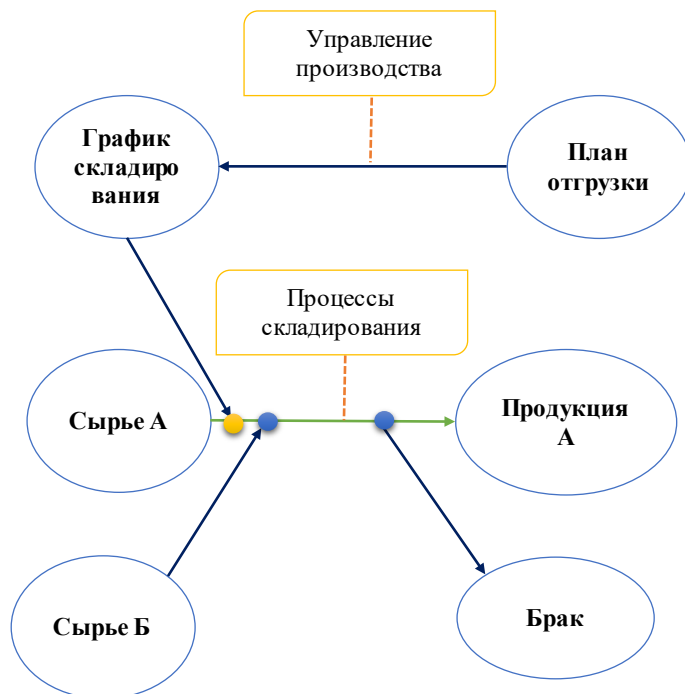 Управление
производства
График
складиро
вания
План
отгрузки
Процессы
складирования
Сырье А
Продукция
А
Сырье Б
Брак